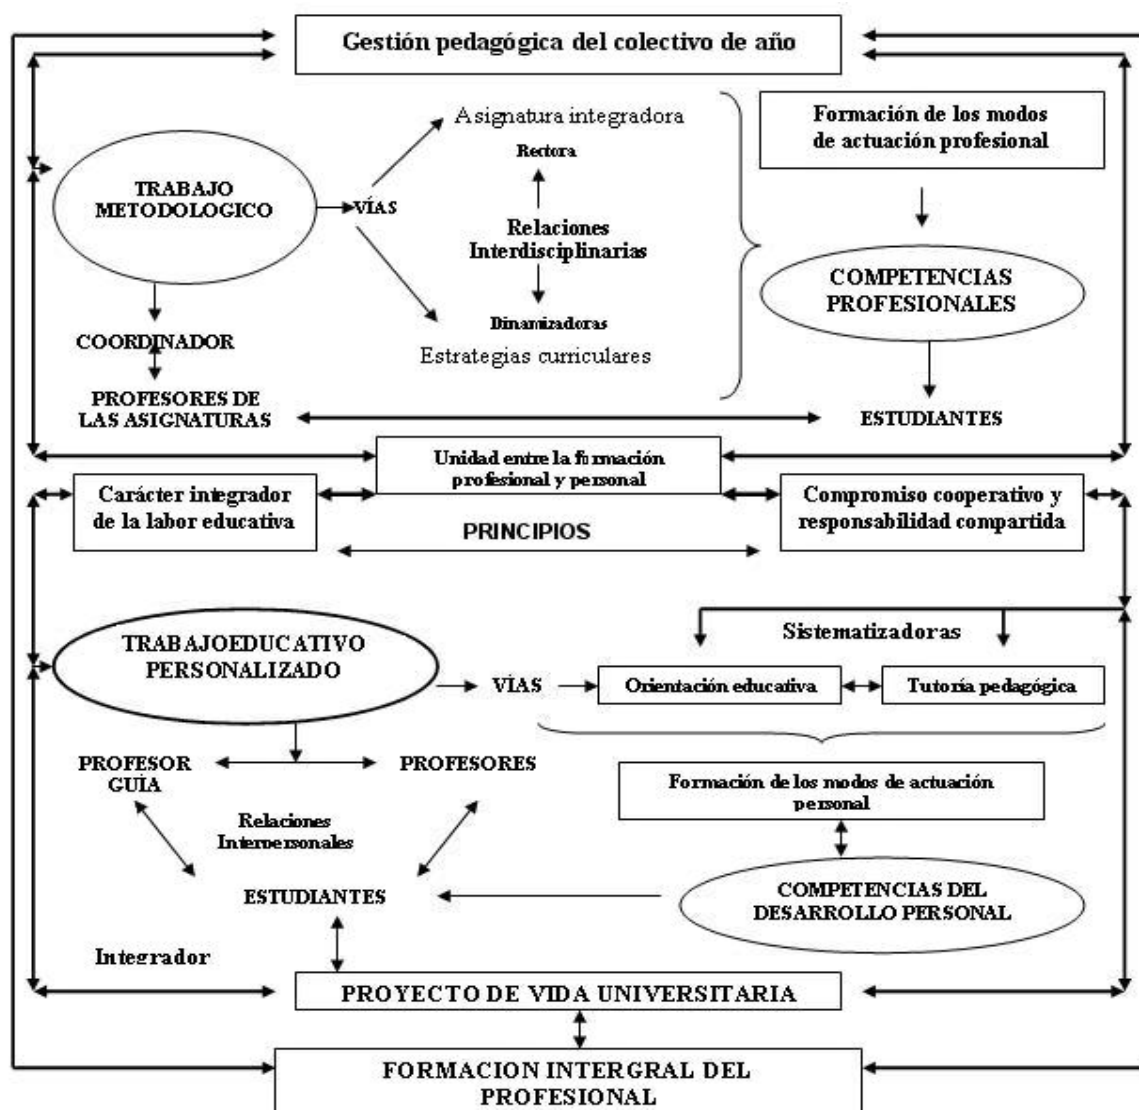 Gestión pedagógica del colectivo de año
Asignatura integradora
Rectora
Formación de los modos
de actuación profesional
TRABAJO
METODOLOGICO
VÍAS
Relaciones
Interdisciplinarias
COMPETENCIAS
PROFESIONALES
Dinamizadoras
Estrategias curriculares
COORDINADOR
PROFESORES DE
LAS ASIGNATURAS
ESTUDIANTES
Unidad entre la formación
profesional y personal
Carácter integrador
de la labor educativa
Compromiso cooperativo y
responsabilidad compartida
PRINCIPIOS
Sistematizadoras
TRABAJOEDUCATIVO
PERSONALIZADO
VÍAS
Orientación educativa
Tutoría pedagógica
PROFESOR
GUÍA
PROFESORES
Formación de los modos de actuación
personal
Relaciones
Interpersonales
ESTUDIANTES
COMPETENCIAS DEL
DESARROLLO PERSONAL
Integrador
PROYECTO DE VIDA UNIVERSITARIA
FORMACION INTERGRAL DEL
PROFESIONAL